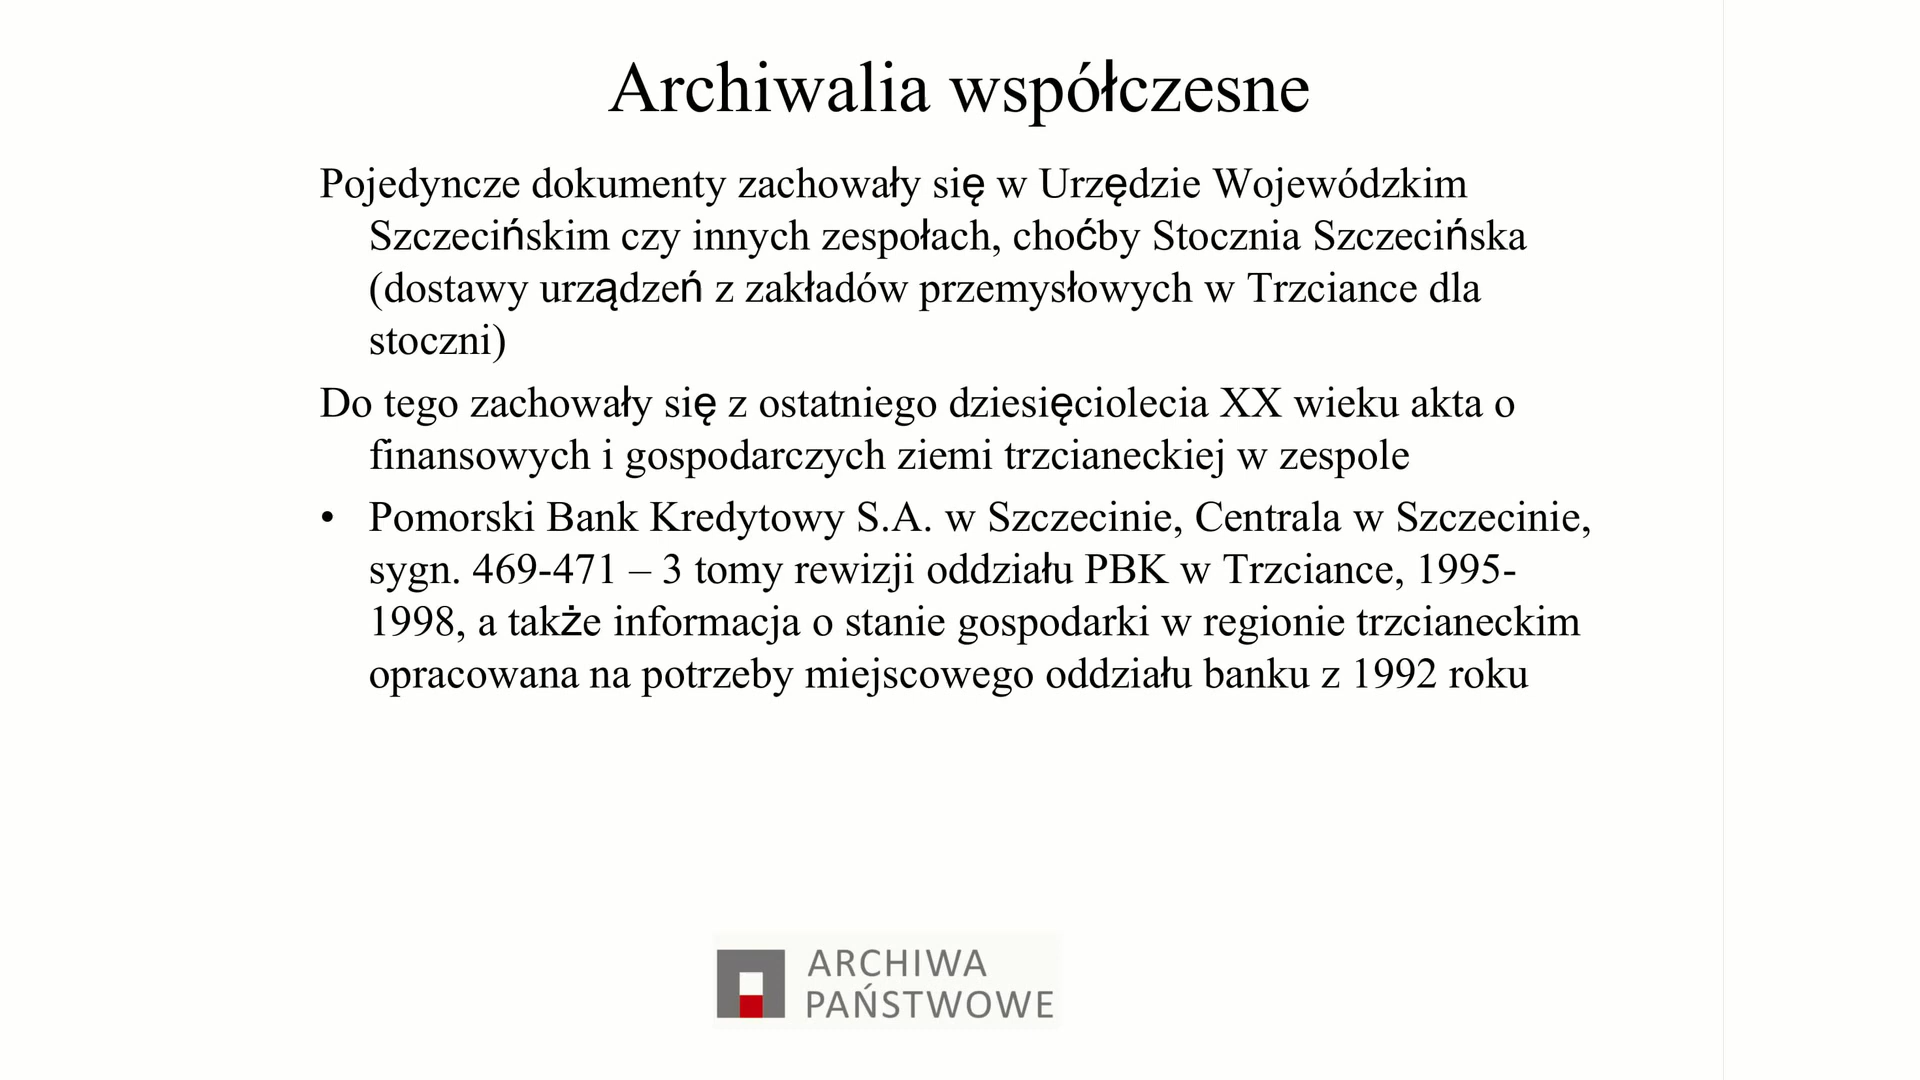 Archiwalia współczesne
Pojedyncze dokumenty zachowały się w Urzędzie Wojewódzkim
Szczecińskim czy innych zespołach, choćby Stocznia Szczecińska
(dostawy urządzeń z zakładów przemysłowych w Trzciance dla
stoczni)
Do tego zachowały się z ostatniego dziesięciolecia XX wieku akta o
finansowych i gospodarczych ziemi trzcianeckiej w zespole
• Pomorski Bank Kredytowy S.A. w Szczecinie, Centrala w Szczecinie,
sygn. 469-471 – 3 tomy rewizji oddziału PBK w Trzciance, 1995-
1998, a także informacja o stanie gospodarki w regionie trzcianeckim
opracowana na potrzeby miejscowego oddziału banku z 1992 roku
ARCHIWA
PAŃSTWOWE